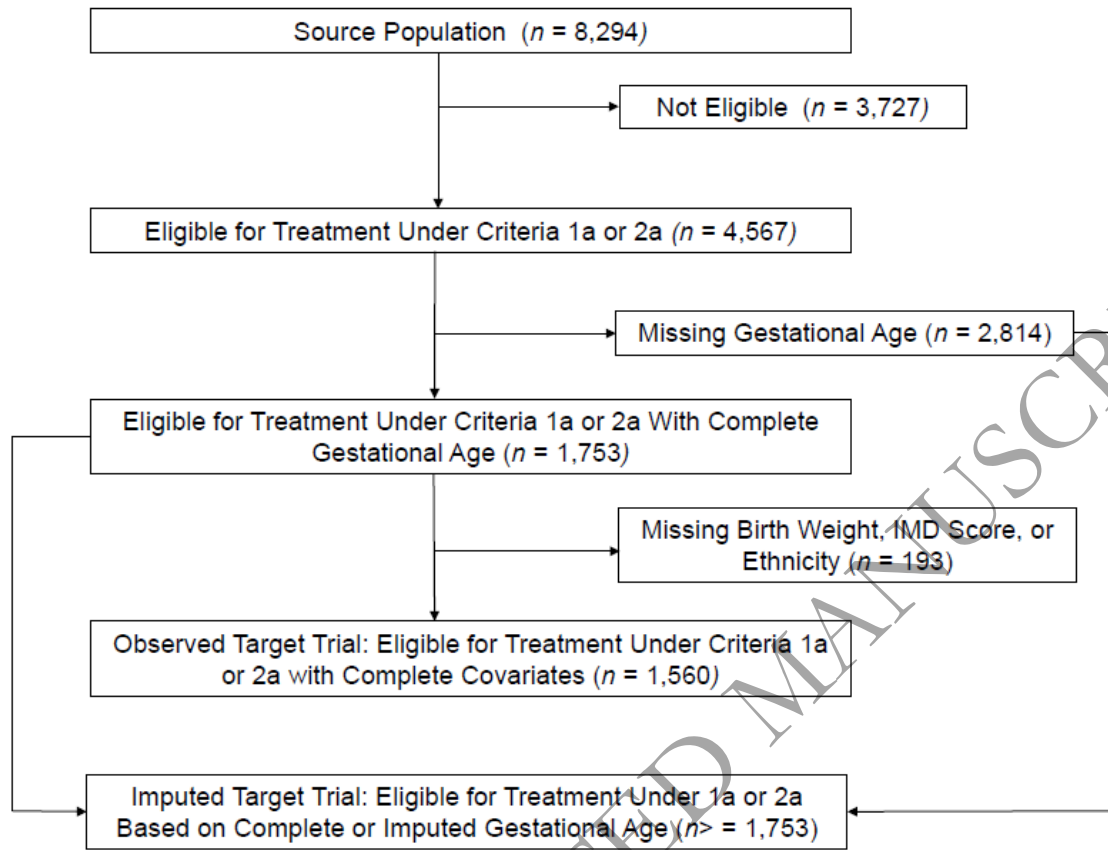 Source Population (n = 8,294)
Not Eligible (n = 3,727)
Eligible for Treatment Under Criteria 1a or 2a (n = 4,567)
Missing Gestational Age (n = 2,814)
Eligible for Treatment Under Criteria 1a or 2a With Complete
Gestational Age (n = 1,753)
Missing Birth Weight, IMD Score, or
Ethnicity (n = 193)
Observed Target Trial: Eligible for Treatment Under Criteria 1a
or 2a with Complete Covariates (n = 1,560)
Imputed Target Trial: Eligible for Treatment Under 1a or 2a
Based on Complete or Imputed Gestational Age (n> = 1,753)
TED MANUSCR